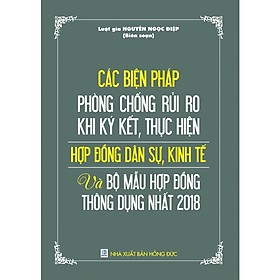 Luật gia NGUYỄN NGỌC ĐIỆP
(Biên soạn)
CÁC BIỆN PHÁP
PHÒNG CHỐNG RỦI RO
KHI KÝ KẾT, THỰC HIỆN
HỢP ĐỒNG DÂN SỰ, KINH TẾ
Và BỘ MẪU HỢP ĐỒNG
THÔNG DỤNG NHẤT 2018
NHÀ XUẤT BẢN HỒNG ĐỨC